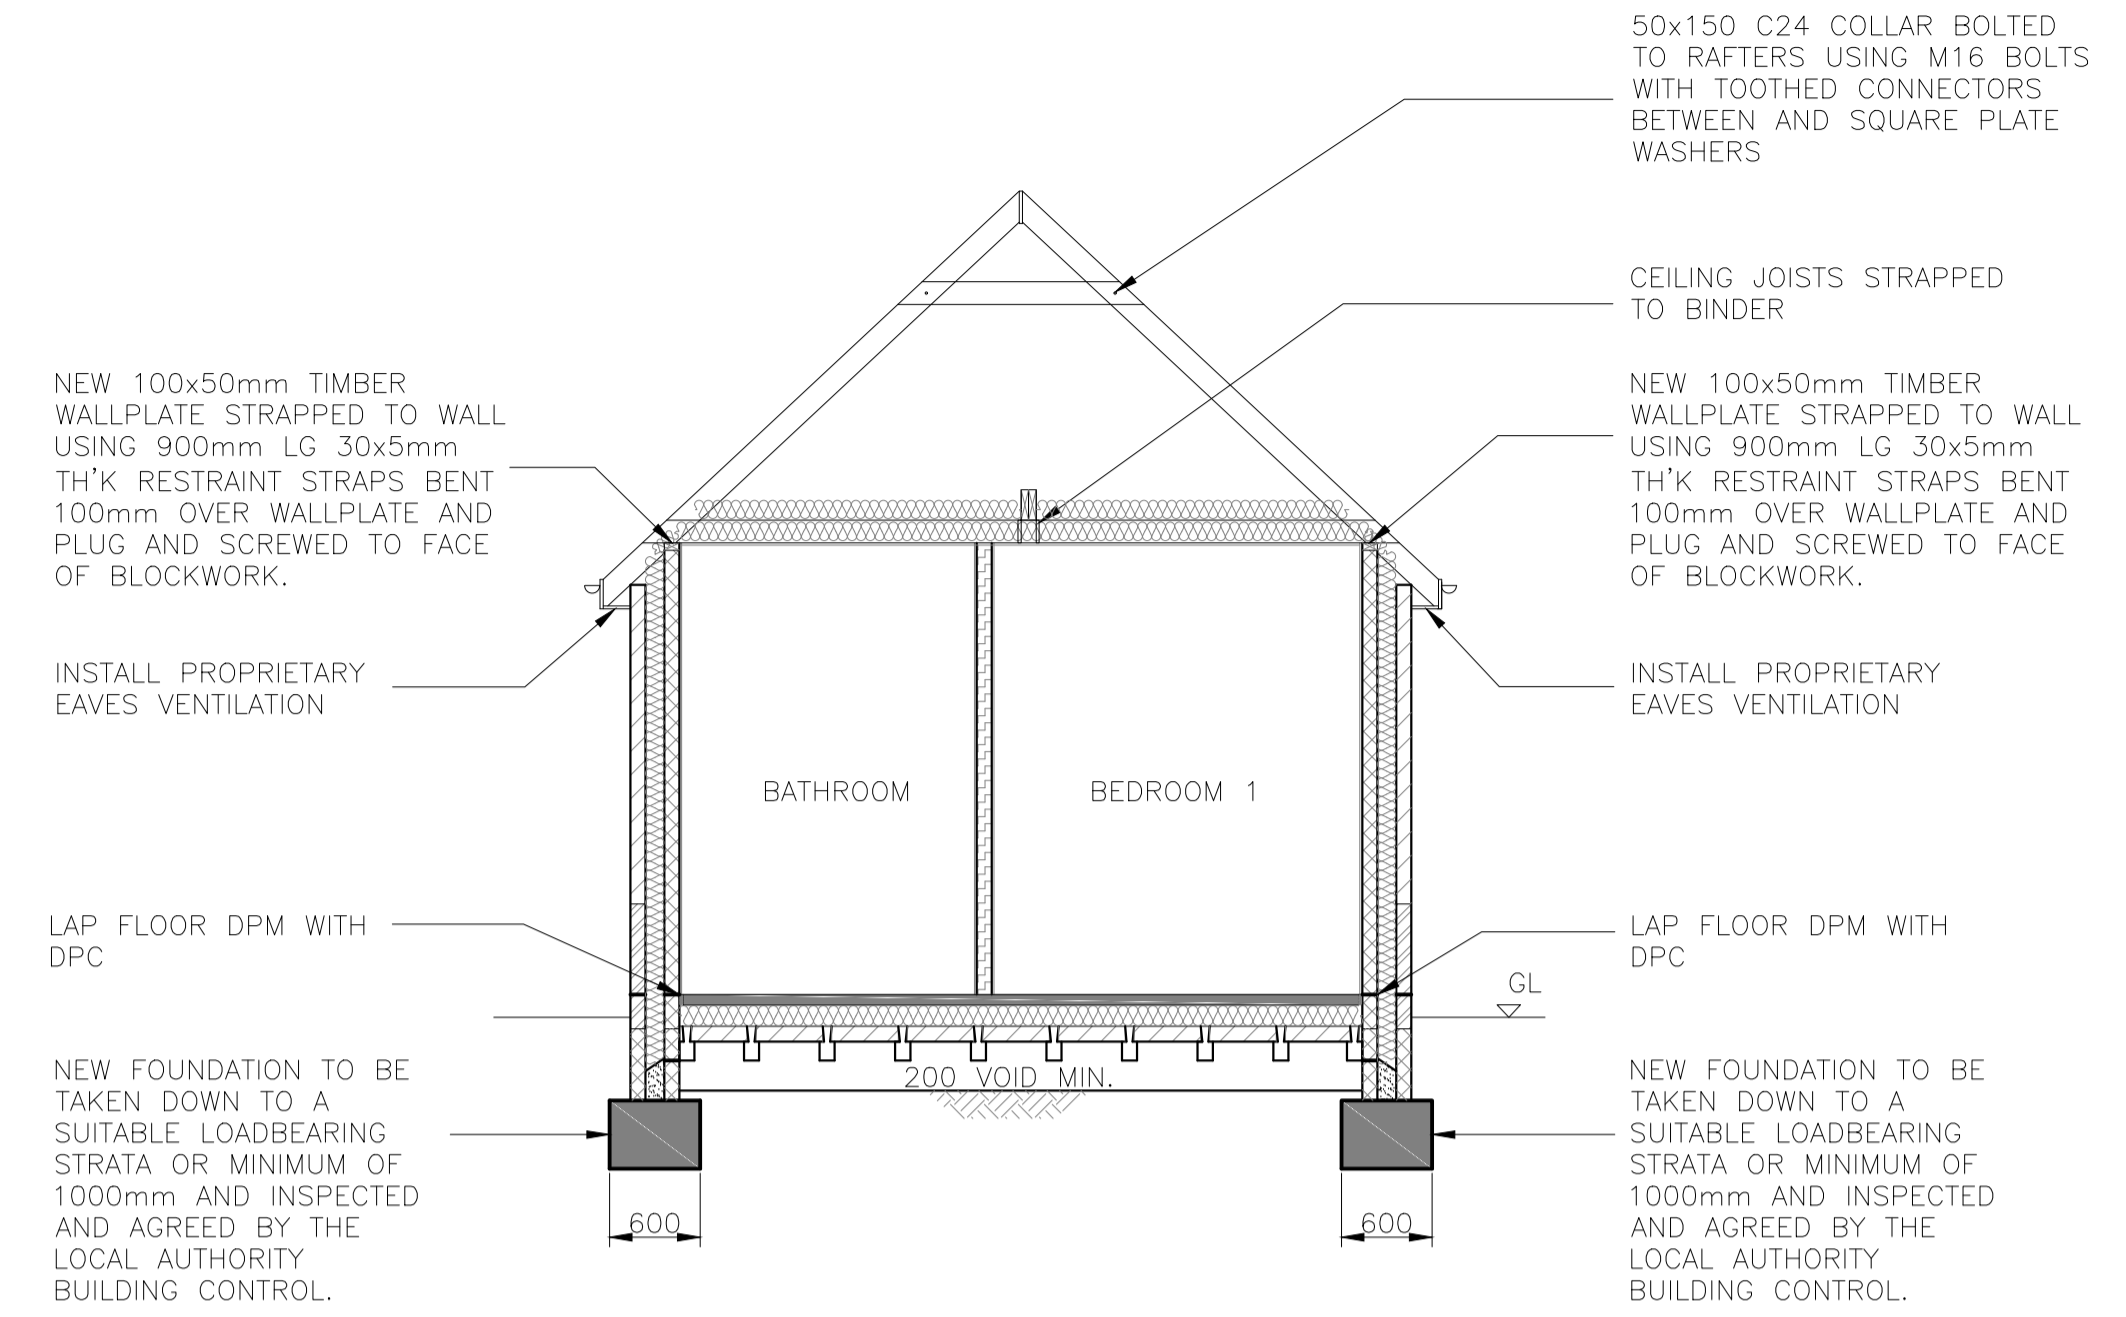 50x150 C24 COLLAR BOLTED
TO RAFTERS USING M16 BOLTS
WITH TOOTHED CONNECTORS
BETWEEN AND SQUARE PLATE
WASHERS
CEILING JOISTS STRAPPED
TO BINDER
NEW 100x50mm TIMBER
WALLPLATE STRAPPED TO WALL
USING 900mm LG 30x5mm
TH'K RESTRAINT STRAPS BENT
100mm OVER WALLPLATE AND
PLUG AND SCREWED TO FACE
OF BLOCKWORK.
NEW 100x50mm TIMBER
WALLPLATE STRAPPED TO WALL
USING 900mm LG 30x5mm
TH'K RESTRAINT STRAPS BENT
100mm OVER WALLPLATE AND
PLUG AND SCREWED TO FACE
OF BLOCKWORK.
INSTALL PROPRIETARY
EAVES VENTILATION
INSTALL PROPRIETARY
EAVES VENTILATION
BATHROOM
BEDROOM 1
LAP FLOOR DPM WITH
DPC
LAP FLOOR DPM WITH
DPC
GL
200 VOID MIN.
NEW FOUNDATION TO BE
TAKEN DOWN TO A
SUITABLE LOADBEARING
STRATA OR MINIMUM OF
1000mm AND INSPECTED
AND AGREED BY THE
LOCAL AUTHORITY
BUILDING CONTROL.
600
600
NEW FOUNDATION TO BE
TAKEN DOWN TO A
SUITABLE LOADBEARING
STRATA OR MINIMUM OF
1000mm AND INSPECTED
AND AGREED BY THE
LOCAL AUTHORITY
BUILDING CONTROL.